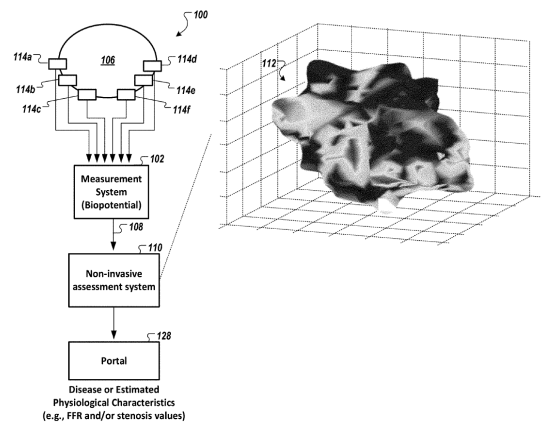 100
114a
106
114d
114b
114e
114c
114f
112
102
Measurement
System
(Biopotential)
108
110
Non-invasive
assessment system
128
Portal
Disease or Estimated
Physiological Characteristics
(e.g., FFR and/or stenosis values)